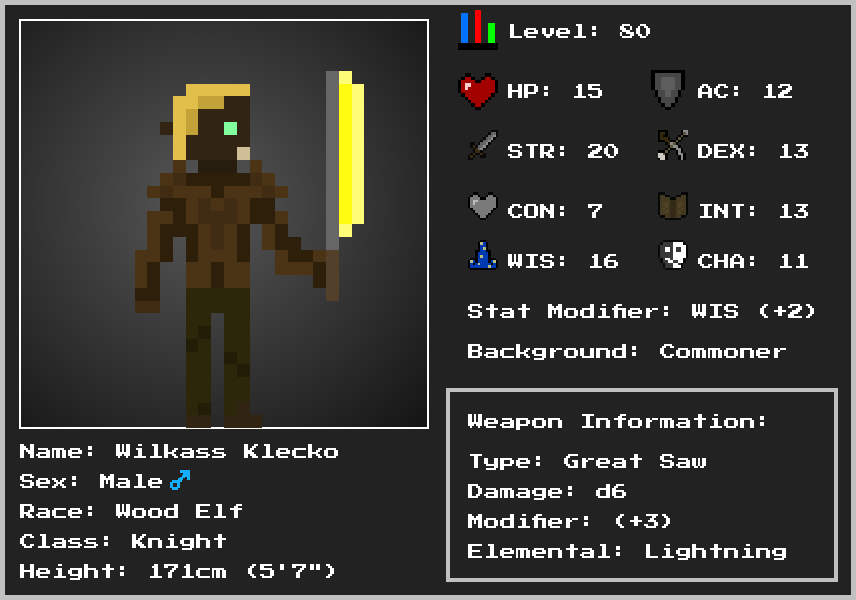 Level: 80
HP: 15
AC: 12
STR: 20
DEX: 13
CON: 7
INT: 13
WIS: 16
CHA: 11
Stat Modifier: WIS (+2)
Background: Commoner
Weapon Information:
Type: Great Saw
Damage: d6
Modifier: (+3)
Elemental: Lightning
Name: Wilkass Klecko
Sex: Male ♂
Race: Wood Elf
Class: Knight
Height: 171cm (5'7")